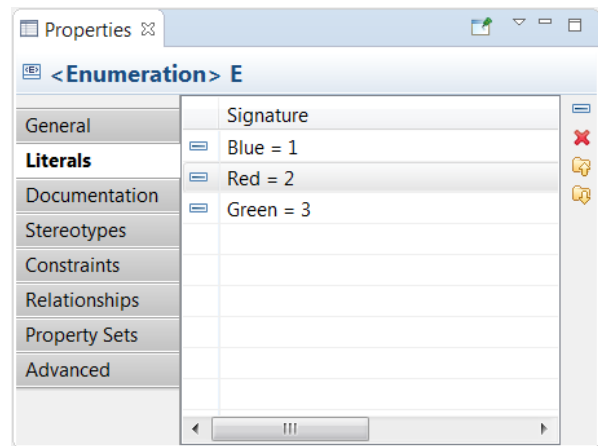 Properties
<Enumeration> E
General
Literals
Documentation
Stereotypes
Constraints
Relationships
Property Sets
Advanced
Signature
Blue = 1
Red = 2
Green = 3